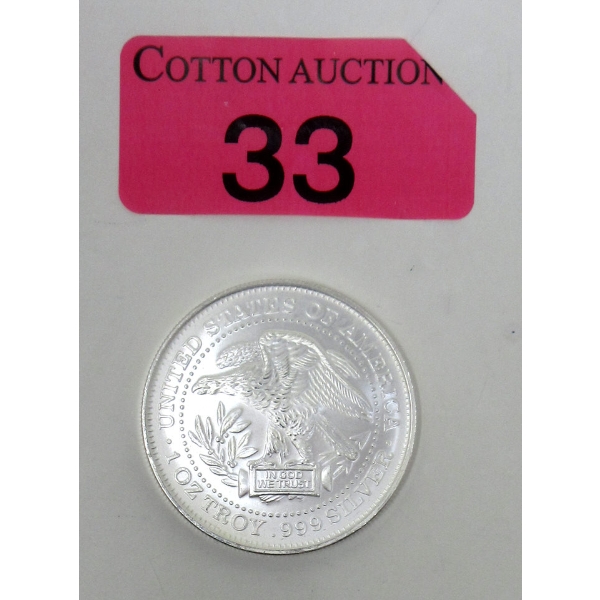 COTTON AUCTION
33
· UNITED STATES OF AMERICA ·
IN GOD
WE TRUST
1 OZ TROY .999 SILVER